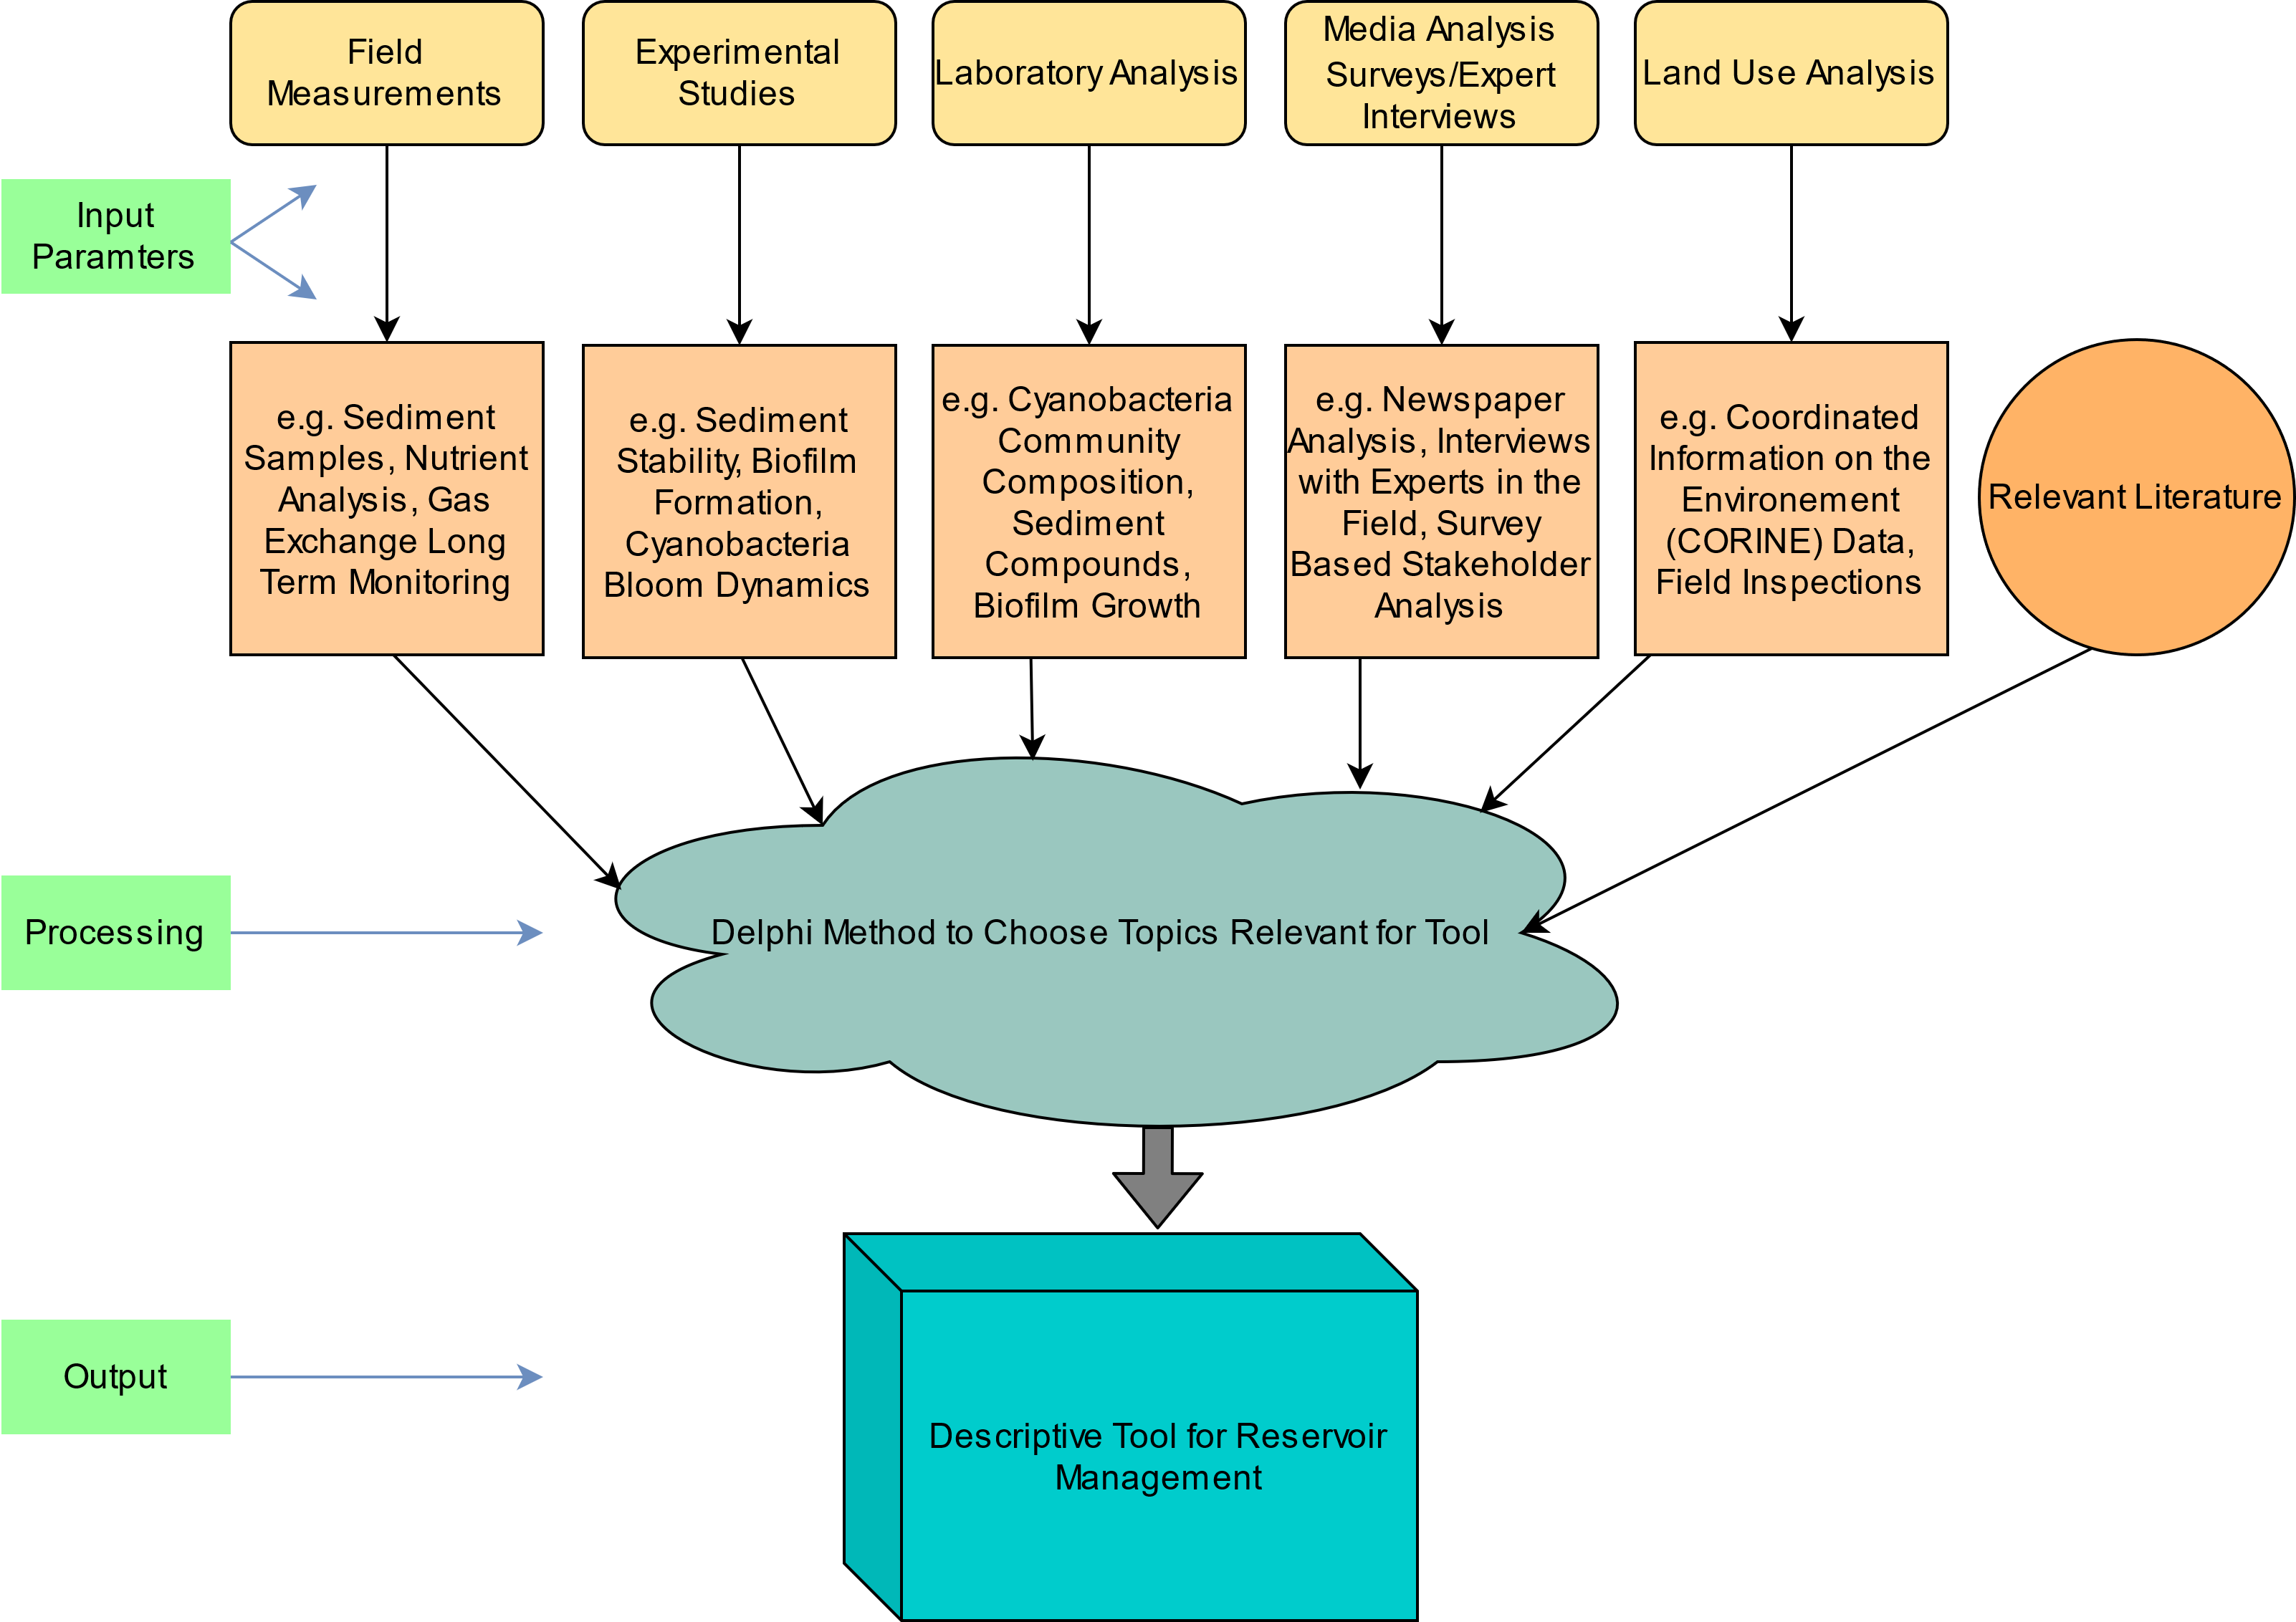 Field
Measurements
Experimental
Studies
Laboratory Analysis
Media Analysis
Surveys/Expert
Interviews
Land Use Analysis
Input
Paramters
e.g. Sediment
Samples, Nutrient
Analysis, Gas
Exchange Long
Term Monitoring
e.g. Sediment
Stability, Biofilm
Formation,
Cyanobacteria
Bloom Dynamics
e.g. Cyanobacteria
Community
Composition,
Sediment
Compounds,
Biofilm Growth
e.g. Newspaper
Analysis, Interviews
with Experts in the
Field, Survey
Based Stakeholder
Analysis
e.g. Coordinated
Information on the
Environement
(CORINE) Data,
Field Inspections
Relevant Literature
Processing
Delphi Method to Choose Topics Relevant for Tool
Output
Descriptive Tool for Reservoir
Management